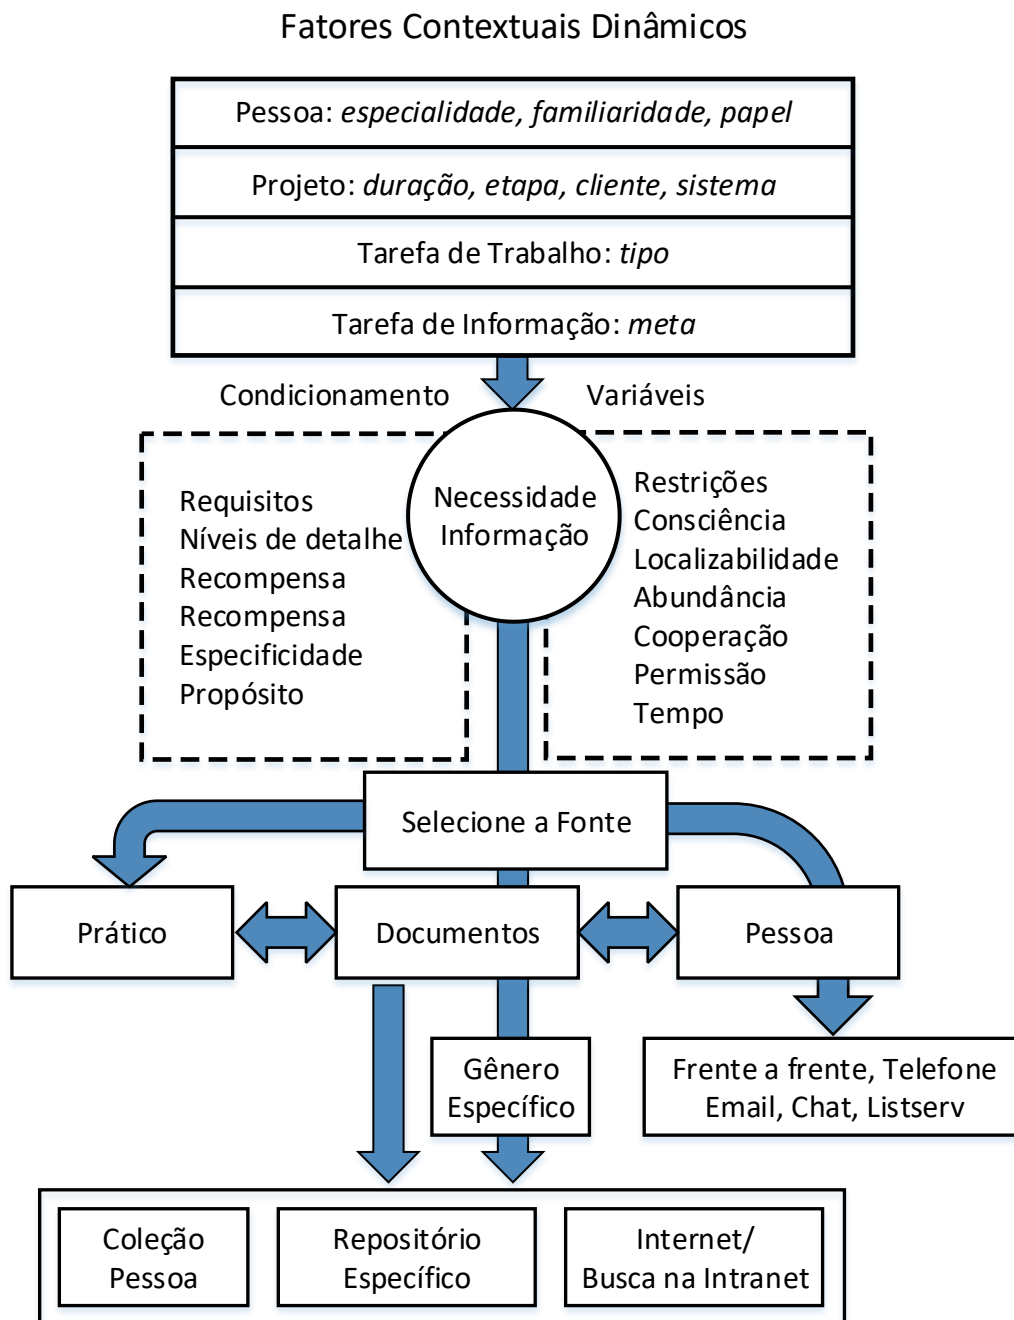 Fatores Contextuais Dinâmicos
Pessoa: especialidade, familiaridade, papel
Projeto: duração, etapa, cliente, sistema
Tarefa de Trabalho: tipo
Tarefa de Informação: meta
Condicionamento
Variáveis
Necessidade
Informação
Requisitos
Níveis de detalhe
Recompensa
Recompensa
Especificidade
Propósito
Restrições
Consciência
Localizabilidade
Abundância
Cooperação
Permissão
Tempo
Selecione a Fonte
Prático
Documentos
Pessoa
Gênero
Específico
Frente a frente, Telefone
Email, Chat, Listserv
Coleção
Pessoa
Repositório
Específico
Internet/
Busca na Intranet